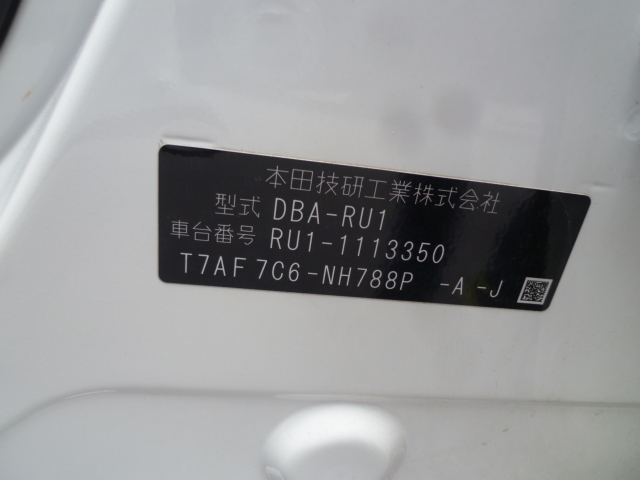 本田技研工業株式会社
型式 DBA-RU1
車台番号 RU1-1113350
T7AF 7C6-NH788P -A -J